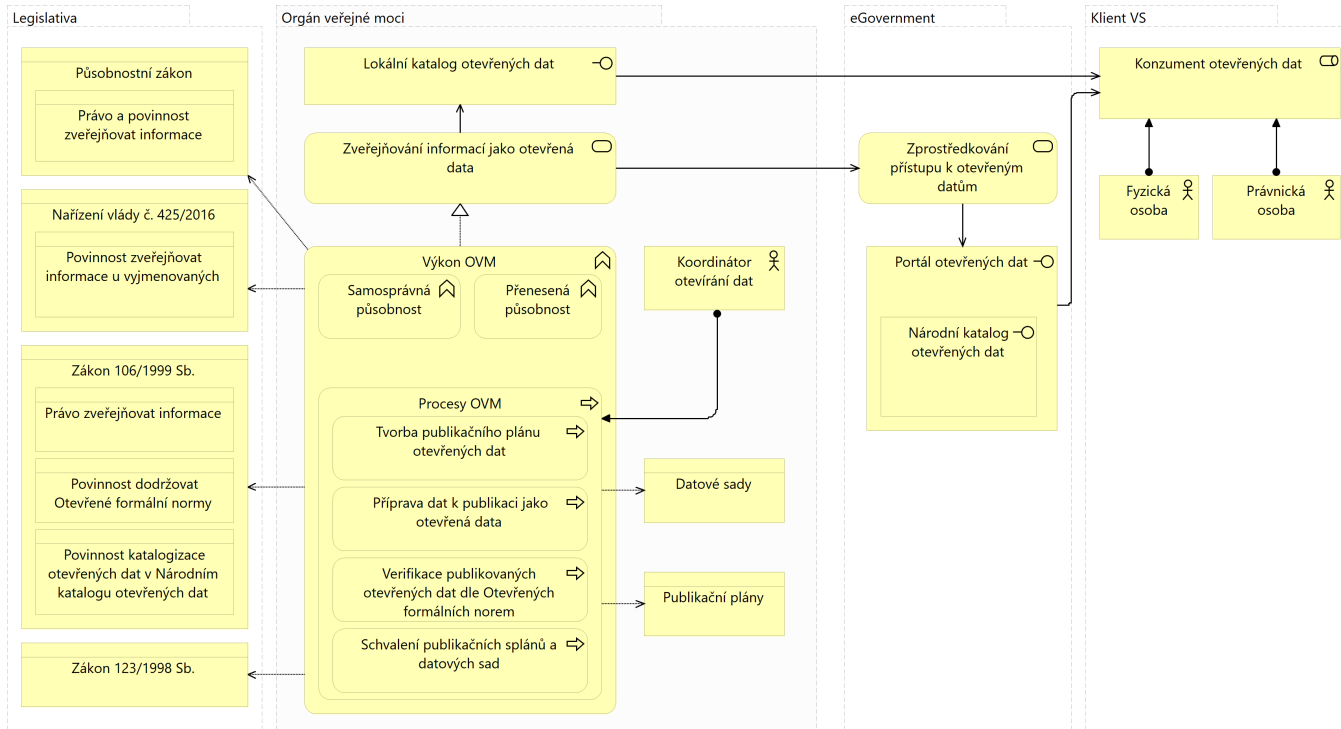 Legislativa
Působnostní zákon
Právo a povinnost
zveřejňovat informace
Nařízení vlády č. 425/2016
Povinnost zveřejňovat
informace u vyjmenovaných
Zákon 106/1999 Sb.
Právo zveřejňovat informace
Povinnost dodržovat
Otevřené formální normy
Povinnost katalogizace
otevřených dat v Národním
katalogu otevřených dat
Zákon 123/1998 Sb.
Orgán veřejné moci
Lokální katalog otevřených dat
Zveřejňování informací jako otevřená
data
Výkon OVM
Samosprávná
působnost
Přenesená
působnost
Procesy OVM
Tvorba publikačního plánu
otevřených dat
Příprava dat k publikaci jako
otevřená data
Verifikace publikovaných
otevřených dat dle Otevřených
formálních norem
Schvalení publikačních splánů a
datových sad
Koordinátor
otevírání dat
Datové sady
Publikační plány
eGovernment
Zprostředkování
přístupu k otevřeným
datům
Portál otevřených dat
Národní katalog
otevřených dat
Klient VS
Konzument otevřených dat
Fyzická
osoba
Právnická
osoba